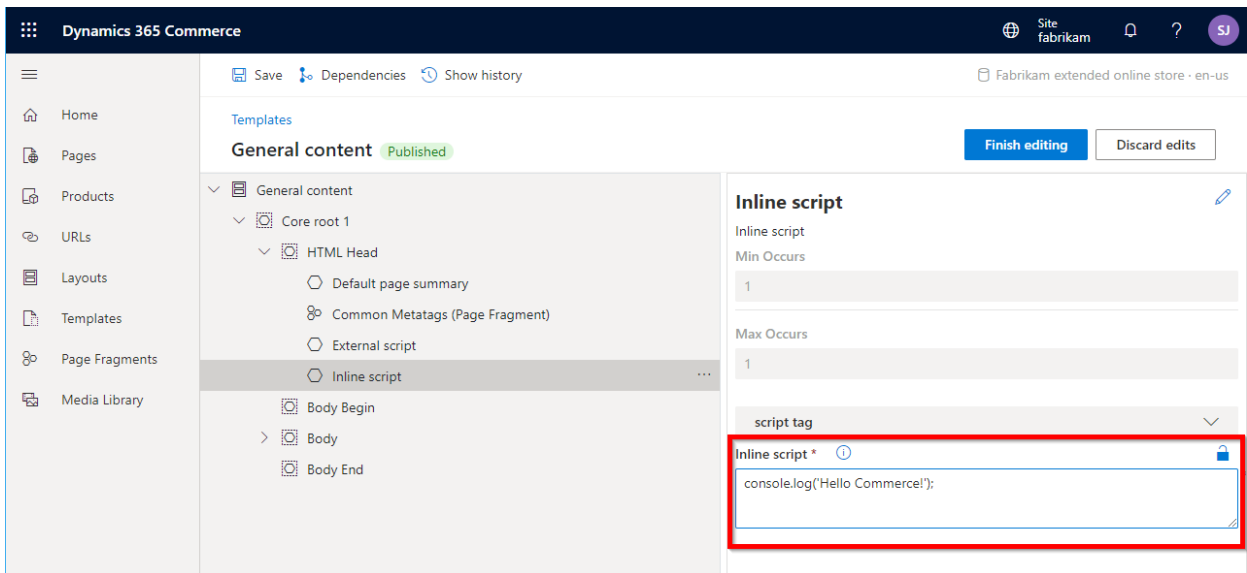 Dynamics 365 Commerce
Site
fabrikam
?
SJ
Save
Dependencies
Show history
Fabrikam extended online store · en-us
Home
Pages
Products
URLs
Layouts
Templates
Page Fragments
Media Library
Templates
General content Published
Finish editing
Discard edits
General content
Core root 1
HTML Head
Default page summary
Common Metatags (Page Fragment)
External script
Inline script ...
Body Begin
Body
Body End
Inline script
Inline script
Min Occurs
1
Max Occurs
1
script tag
Inline script *
console.log('Hello Commerce!');